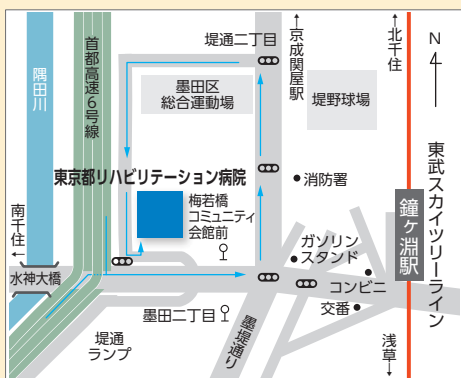 堤通二丁目
↑京成関屋駅
↑北千住
N
隅田川
首都高速6号線
墨田区
総合運動場
堤野球場
東武スカイツリーライン
東京都リハビリテーション病院
消防署
梅若橋
コミュニティ
会館前
鐘ヶ淵駅
南千住
←
水神大橋
ガソリン
スタンド
コンビニ
交番
墨田二丁目
墨堤通り
堤通
ランプ
浅草→